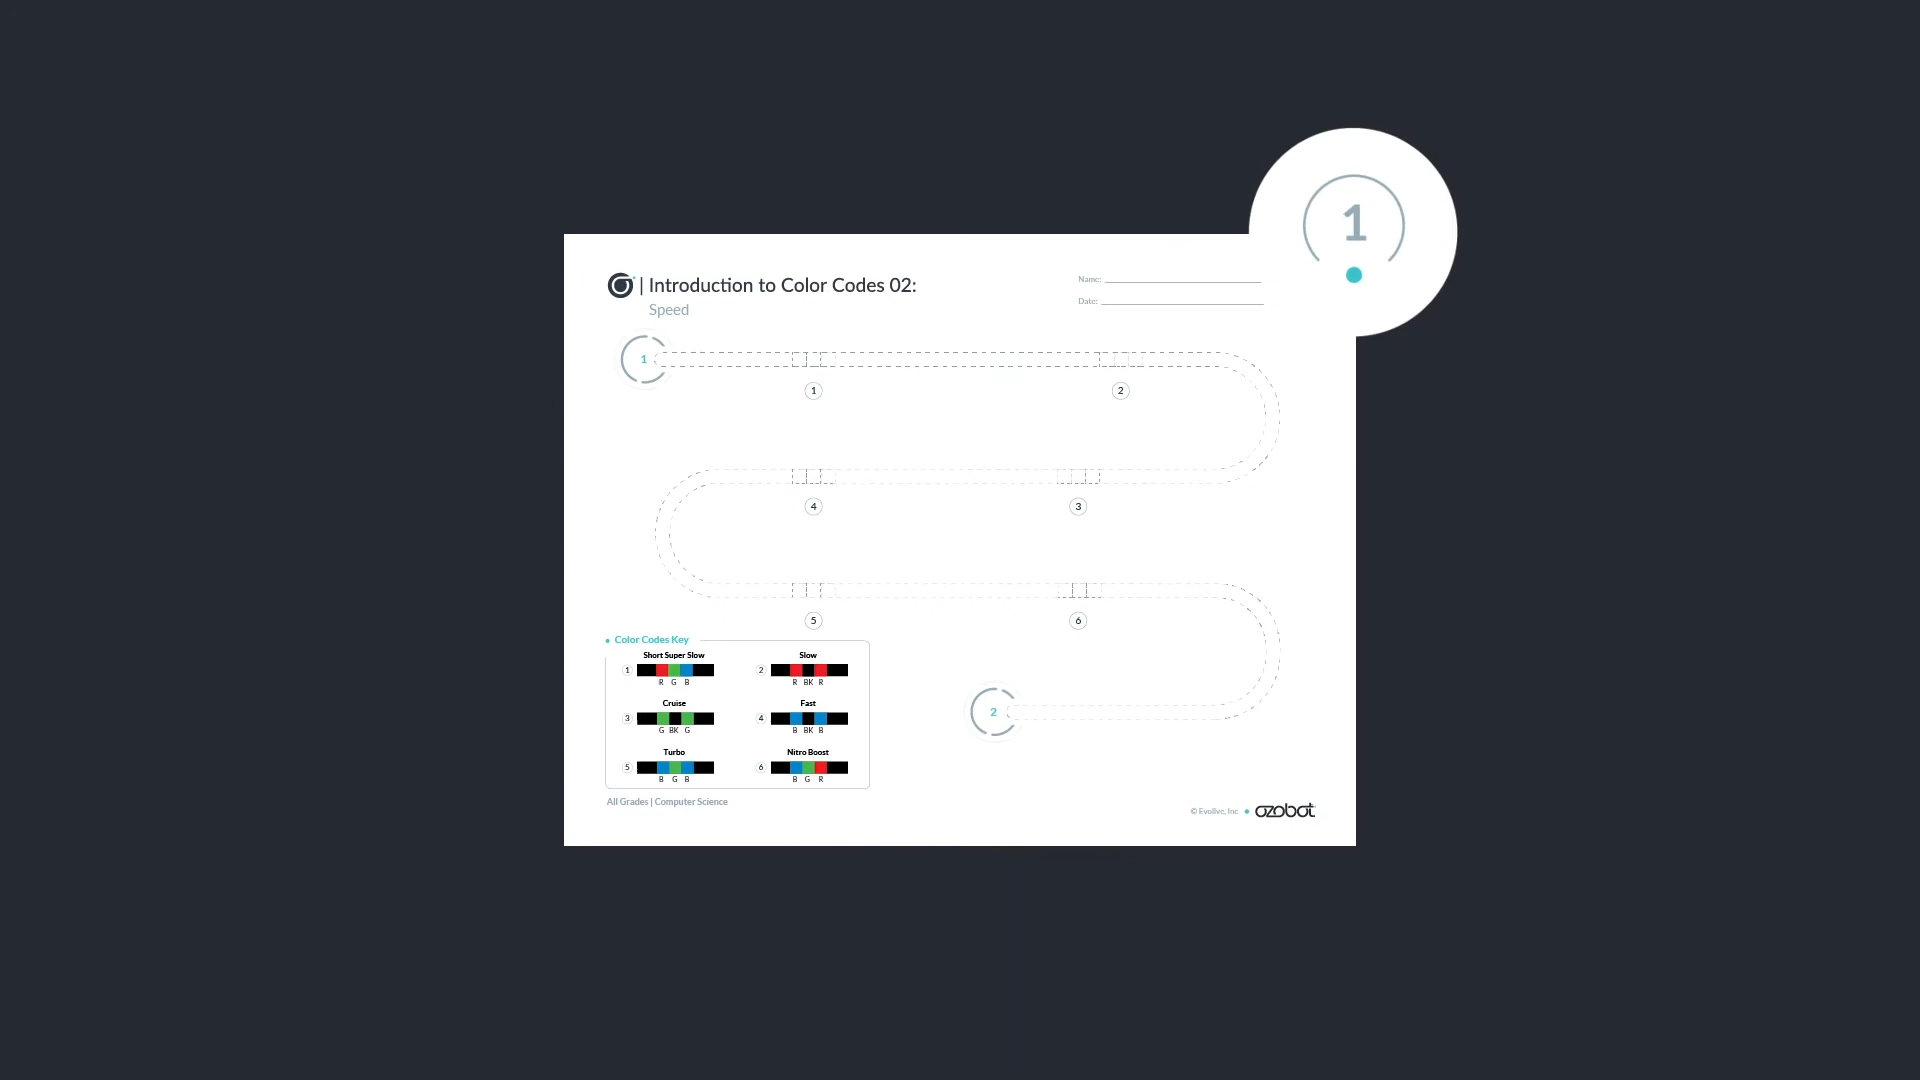 1
| Introduction to Color Codes 02:
Speed
Name:
Date:
1
1
2
4
3
5
6
Color Codes Key
Short Super Slow
Slow
1
2
R G B
R BK R
Cruise
Fast
3
4
G BK G
B BK B
Turbo
Nitro Boost
5
6
B G B
B G R
2
All Grades | Computer Science
© Evollve, Inc
ozobot